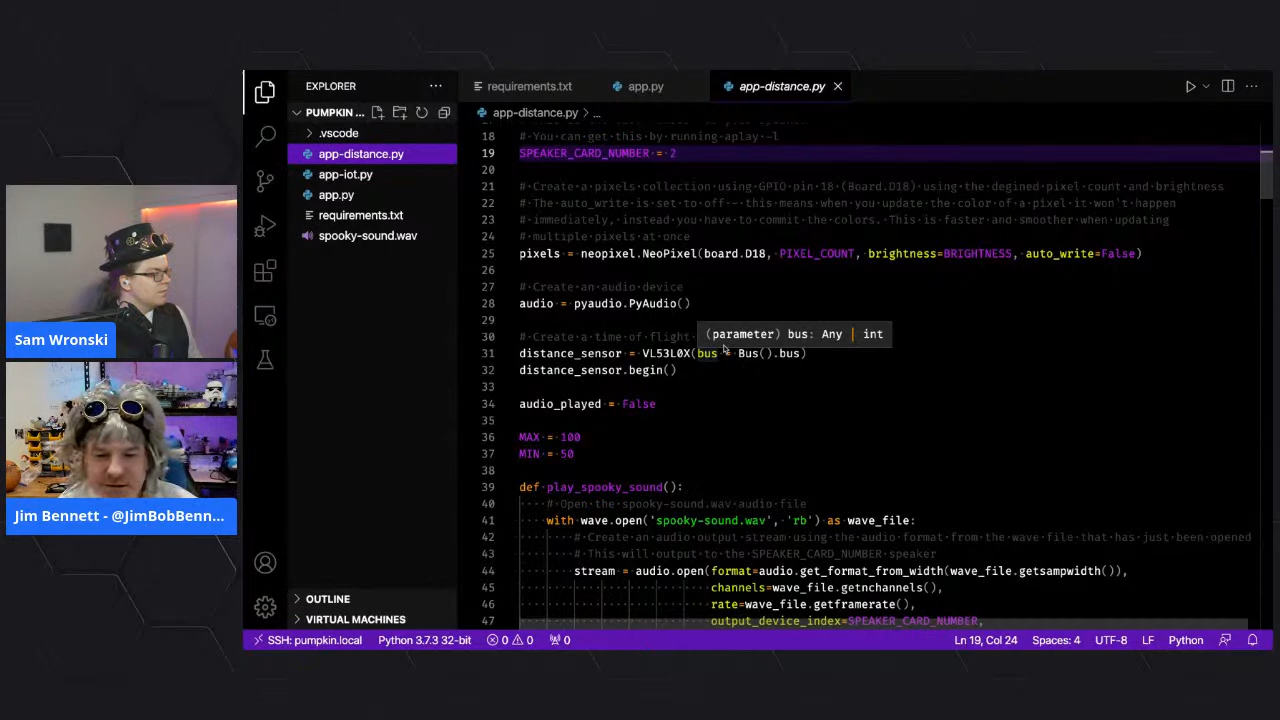 EXPLORER
PUMPKIN ...
.vscode
app-distance.py
app-iot.py
app.py
requirements.txt
spooky-sound.wav
OUTLINE
VIRTUAL MACHINES
requirements.txt
app.py
app-distance.py
app-distance.py > ...
18 # You can get this by running aplay -l
19 SPEAKER_CARD_NUMBER = 2
20
21 # Create a pixels collection using GPIO pin 18 (Board.D18) using the degined pixel count and brightness
22 # The auto_write is set to off - this means when you update the color of a pixel it won't happen
23 # immediately, instead you have to commit the colors. This is faster and smoother when updating
24 # multiple pixels at once
25 pixels = neopixel.NeoPixel(board.D18, PIXEL_COUNT, brightness=BRIGHTNESS, auto_write=False)
26
27 # Create an audio device
28 audio = pyaudio.PyAudio()
29
(parameter) bus: Any | int
30 # Create a time of flight
31 distance_sensor = VL53L0X(bus = Bus().bus)
32 distance_sensor.begin()
33
34 audio_played = False
35
36 MAX = 100
37 MIN = 50
38
39 def play_spooky_sound():
40 # Open the spooky-sound.wav audio file
41 with wave.open('spooky-sound.wav', 'rb') as wave_file:
42 # Create an audio output stream using the audio format from the wave file that has just been opened
43 # This will output to the SPEAKER_CARD_NUMBER speaker
44 stream = audio.open(format=audio.get_format_from_width(wave_file.getsampwidth()),
45 channels=wave_file.getnchannels(),
46 rate=wave_file.getframerate(),
47 output_device_index=SPEAKER_CARD_NUMBER,
Sam Wronski
Jim Bennett - @JimBobBenn...
SSH: pumpkin.local
Python 3.7.3 32-bit
0
0
0
Ln 19, Col 24
Spaces: 4
UTF-8
LF
Python